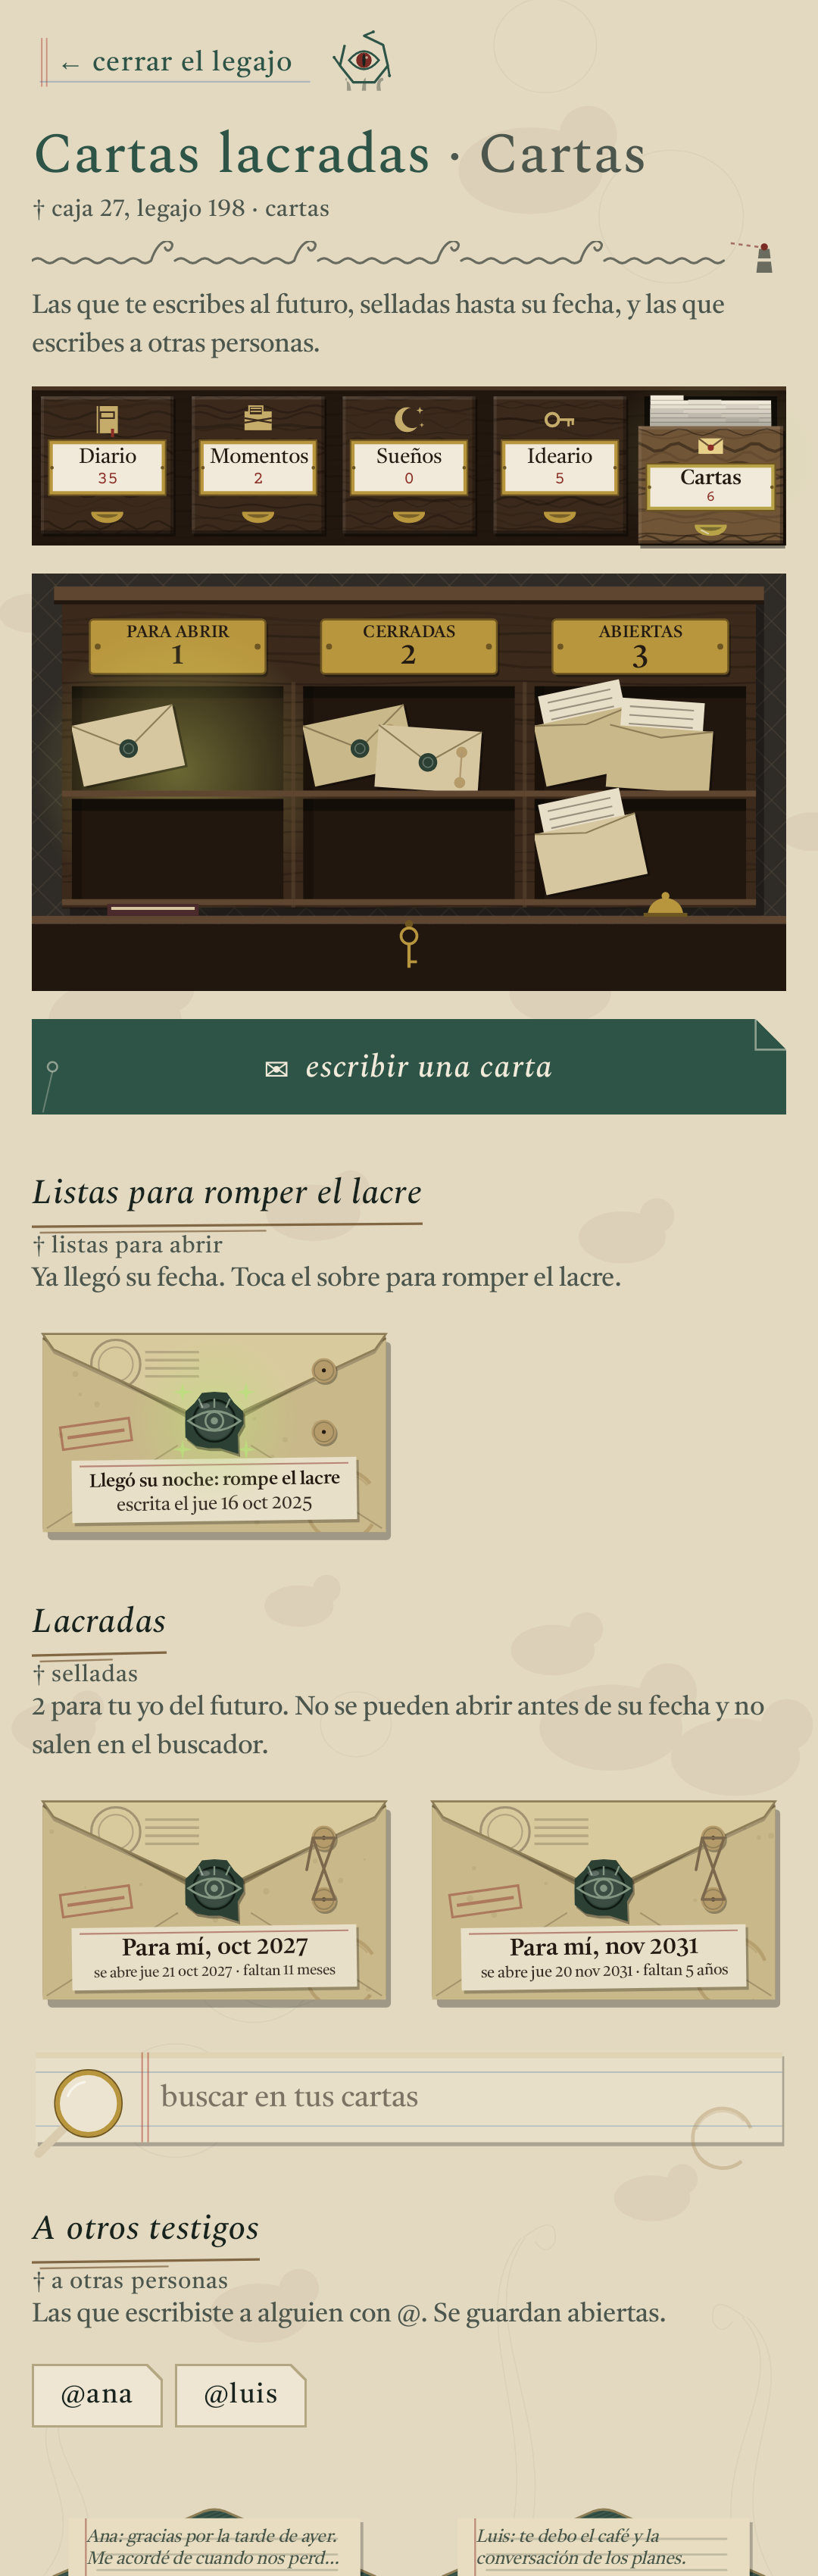 ← cerrar el legajo
Cartas lacradas · Cartas
† caja 27, legajo 198 · cartas
Las que te escribes al futuro, selladas hasta su fecha, y las que
escribes a otras personas.
Diario
35
Momentos
2
Sueños
0
Ideario
5
Cartas
6
PARA ABRIR
1
CERRADAS
2
ABIERTAS
3
✉ escribir una carta
Listas para romper el lacre
† listas para abrir
Ya llegó su fecha. Toca el sobre para romper el lacre.
Llegó su noche: rompe el lacre
escrita el jue 16 oct 2025
Lacradas
† selladas
2 para tu yo del futuro. No se pueden abrir antes de su fecha y no
salen en el buscador.
Para mí, oct 2027
se abre jue 21 oct 2027 · faltan 11 meses
Para mí, nov 2031
se abre jue 20 nov 2031 · faltan 5 años
buscar en tus cartas
A otros testigos
† a otras personas
Las que escribiste a alguien con @. Se guardan abiertas.
@ana
@luis
Ana: gracias por la tarde de ayer.
Me acordé de cuando nos perd...
Luis: te debo el café y la
conversación de los planes.